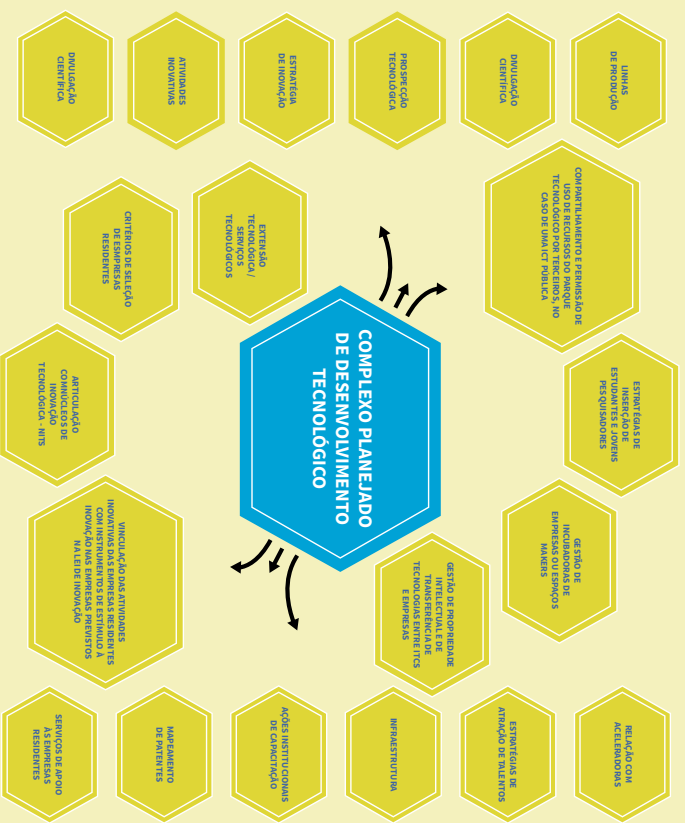 LINHAS
DE PRODUÇÃO
COMPARTILHAMENTO E PERMISSÃO DE
USO DE RECURSOS DO PARQUE
TECNOLÓGICO POR TERCEIROS, NO
CASO DE UMA ICT PÚBLICA
ESTRATÉGIAS DE
INSERÇÃO DE
ESTUDANTES E JOVENS
PESQUISADORES
GESTÃO DE
INCUBADORAS DE
EMPRESAS OU ESPAÇOS
MAKERS
RELAÇÃO COM
ACELERADORAS
DIVULGAÇÃO
CIENTÍFICA
ESTRATÉGIAS DE
ATRAÇÃO DE TALENTOS
PROSPECÇÃO
TECNOLÓGICA
COMPLEXO PLANEJADO
DE DESENVOLVIMENTO
TECNOLÓGICO
GESTÃO DE PROPRIEDADE
INTELECTUAL E DE
TRANSFERÊNCIA DE
TECNOLOGIAS ENTRE ITCS
E EMPRESAS
INFRAESTRUTURA
ESTRATÉGIA
DE INOVAÇÃO
EXTENSÃO
TECNOLÓGICA /
SERVIÇOS
TECNOLÓGICOS
AÇÕES INSTITUCIONAIS
DE CAPACITAÇÃO
ATIVIDADES
INOVATIVAS
CRITÉRIOS DE SELEÇÃO
DE ESMPRESAS
RESIDENTES
VINCULAÇÃO DAS ATIVIDADES
INOVATIVAS DAS EMPRESAS RESIDENTES
COM INSTRUMENTOS DE ESTÍMULO À
INOVAÇÃO NAS EMPRESAS PREVISTOS
NA LEI DE INOVAÇÃO
MAPEAMENTO
DE PATENTES
DIVULGAÇÃO
CIENTÍFICA
ARTICULAÇÃO
COMNÚCLEOS DE
INOVAÇÃO
TECNOLÓGICA - NITS
SERVIÇOS DE APOIO
ÀS EMPRESAS
RESIDENTES